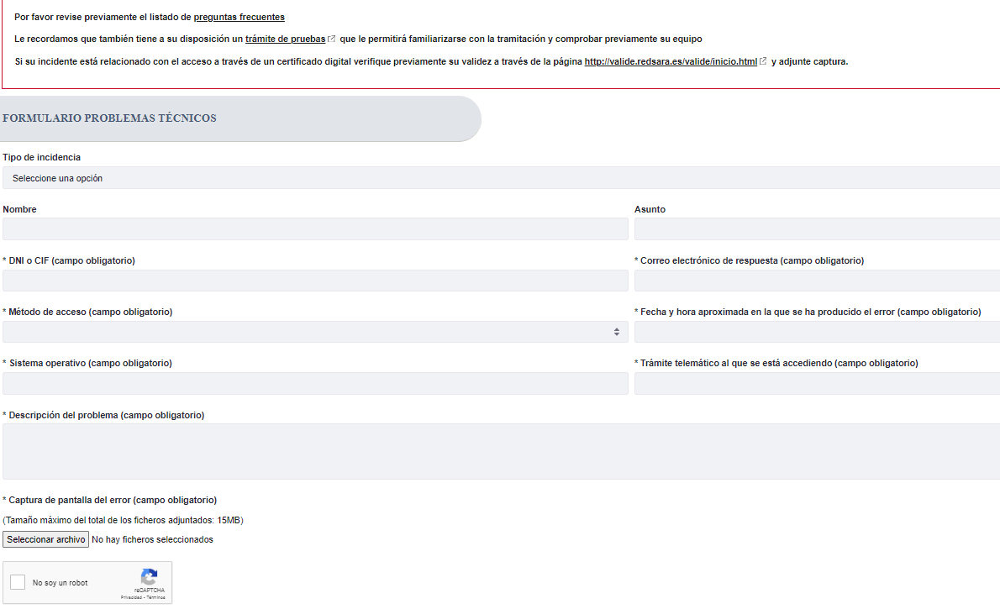 Por favor revise previamente el listado de preguntas frecuentes
Le recordamos que también tiene a su disposición un trámite de pruebas que le permitirá familiarizarse con la tramitación y comprobar previamente su equipo
Si su incidente está relacionado con el acceso a través de un certificado digital verifique previamente su validez a través de la página http://valide.redsara.es/valide/inicio.html y adjunte captura.
FORMULARIO PROBLEMAS TÉCNICOS
Tipo de incidencia
Seleccione una opción
Nombre
Asunto
* DNI o CIF (campo obligatorio)
* Correo electrónico de respuesta (campo obligatorio)
* Método de acceso (campo obligatorio)
* Fecha y hora aproximada en la que se ha producido el error (campo obligatorio)
* Sistema operativo (campo obligatorio)
* Trámite telemático al que se está accediendo (campo obligatorio)
* Descripción del problema (campo obligatorio)
* Captura de pantalla del error (campo obligatorio)
(Tamaño máximo del total de los ficheros adjuntados: 15MB)
Seleccionar archivo No hay ficheros seleccionados
No soy un robot
reCAPTCHA
Privacidad - Términos